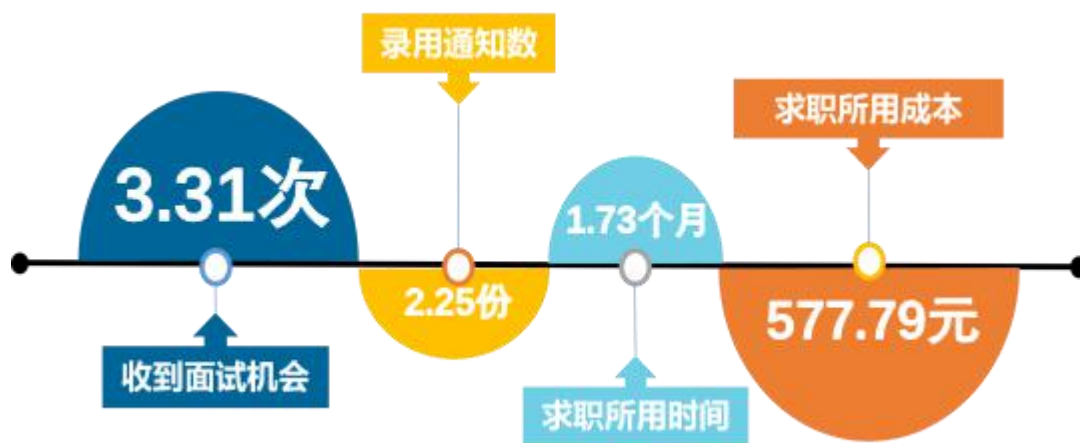 录用通知数
求职所用成本
3.31次
1.73个月
2.25份
577.79元
收到面试机会
求职所用时间